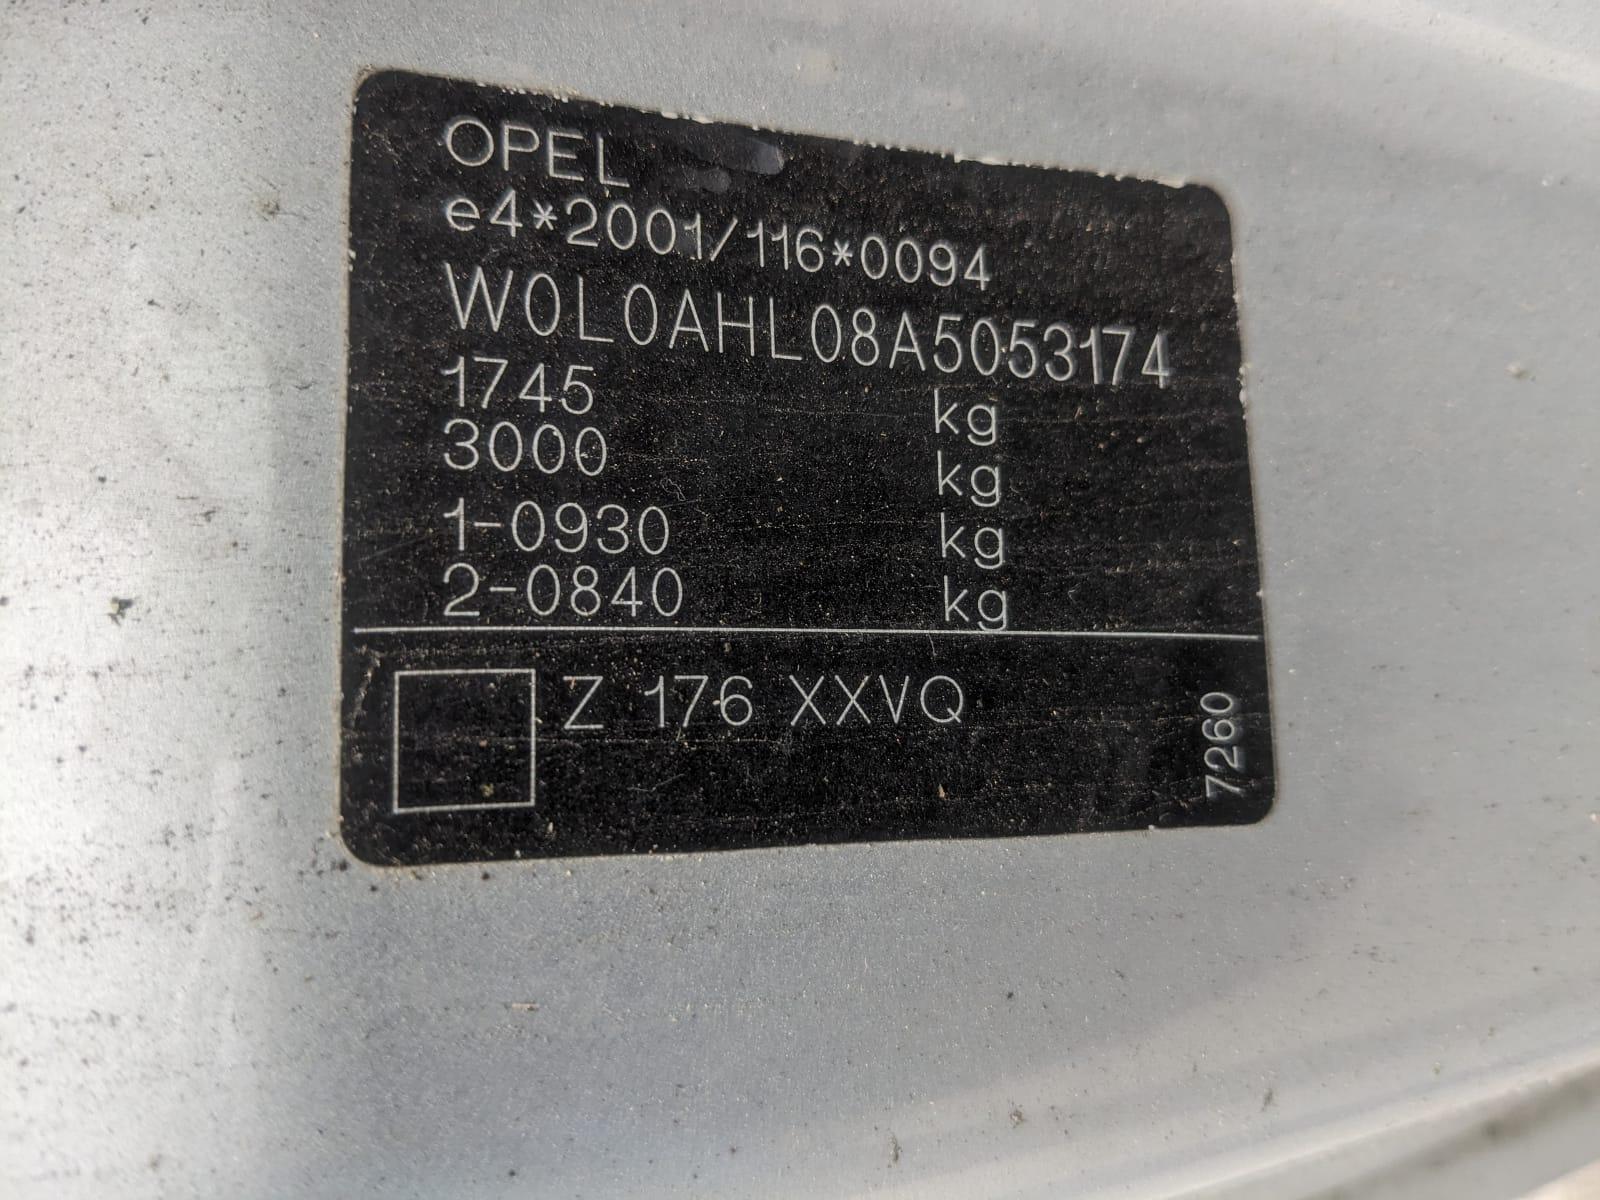 OPEL
e4*2001/116*0094
W0L0AHL08A5053174
1745 kg
3000 kg
1-0930 kg
2-0840 kg
Z 176 XXVQ
7260